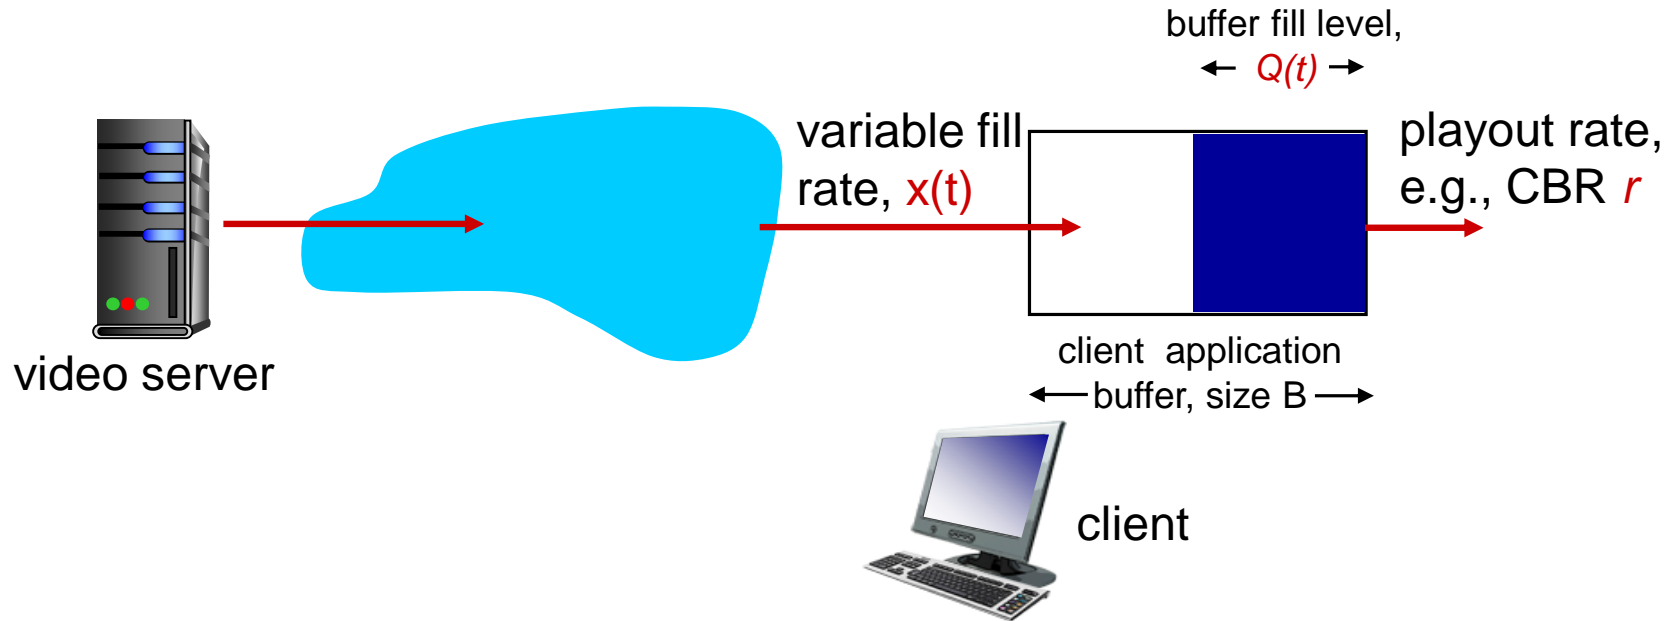 buffer fill level,
Q(t)
variable fill
rate, x(t)
playout rate,
e.g., CBR r
video server
client application
buffer, size B
client